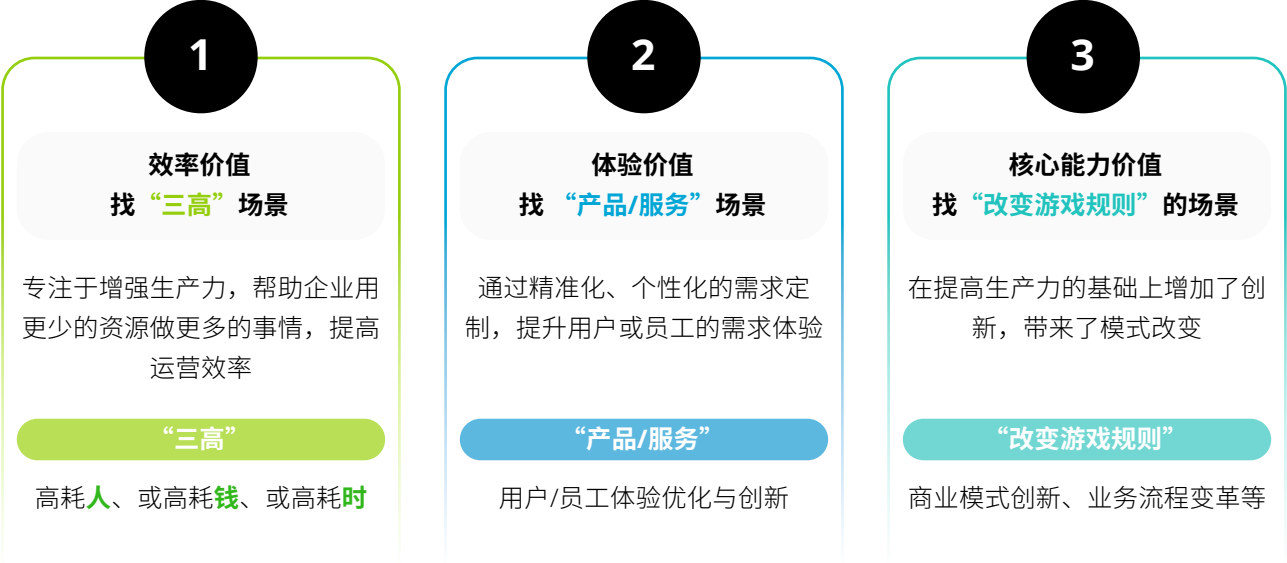 1
效率价值
找“三高”场景
专注于增强生产力，帮助企业用
更少的资源做更多的事情，提高
运营效率
“三高”
高耗人、或高耗钱、或高耗时
2
体验价值
找 “产品/服务”场景
通过精准化、个性化的需求定
制，提升用户或员工的需求体验
“产品/服务”
用户/员工体验优化与创新
3
核心能力价值
找“改变游戏规则”的场景
在提高生产力的基础上增加了创
新，带来了模式改变
“改变游戏规则”
商业模式创新、业务流程变革等